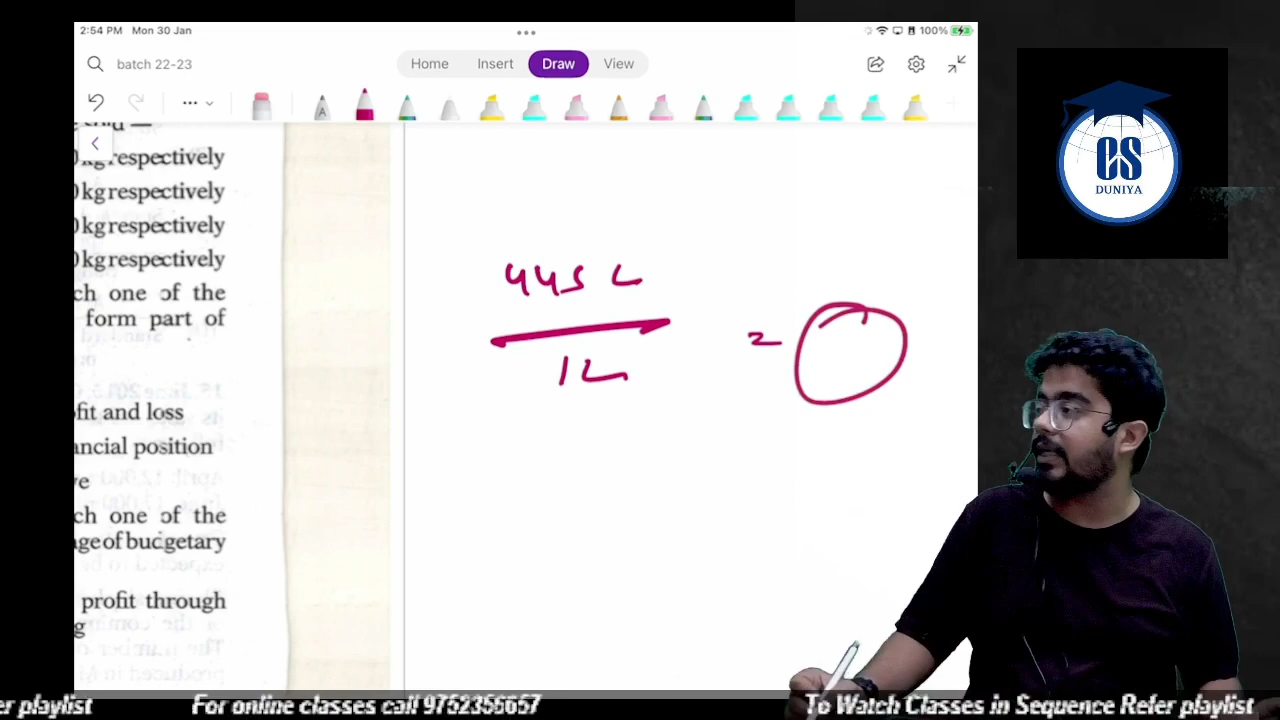 2:54 PM Mon 30 Jan
100%
batch 22-23
Home Insert Draw View
A
kg respectively
kg respectively
kg respectively
kg respectively
ch one of the
form part of
fit and loss
ancial position
ve
ch one of the
age of budgetary
profit through
g
445 L
1L
=
CS
DUNIYA
er playlist
For online classes call 9752356657
To Watch Classes in Sequence Refer playlist